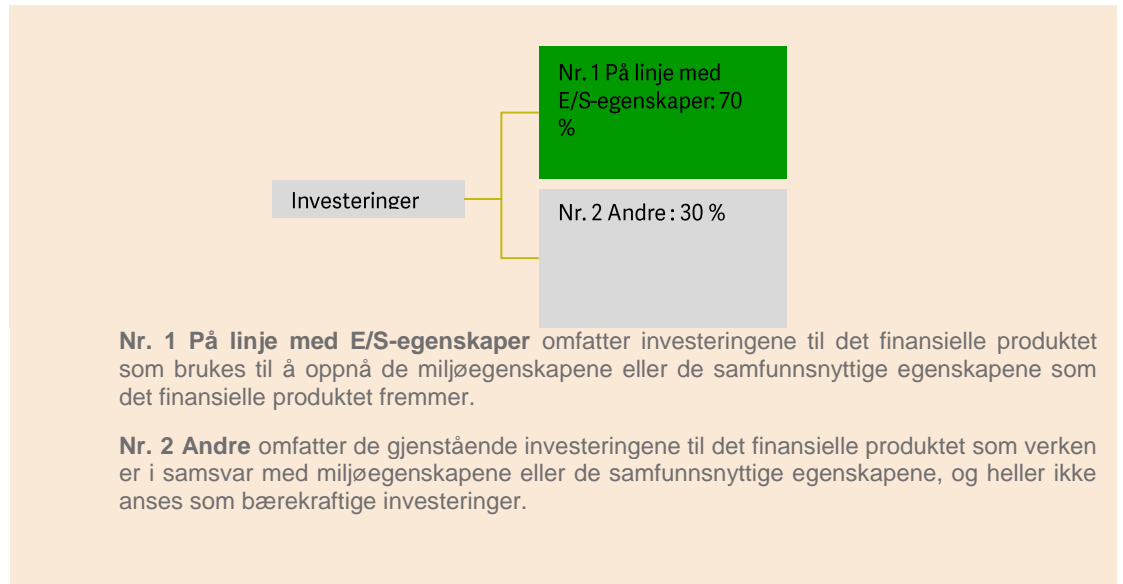 Nr. 1 På linje med
E/S-egenskaper: 70
%
Investeringer
Nr. 2 Andre : 30 %
Nr. 1 På linje med E/S-egenskaper omfatter investeringene til det finansielle produktet
som brukes til å oppnå de miljøegenskapene eller de samfunnsnyttige egenskapene som
det finansielle produktet fremmer.
Nr. 2 Andre omfatter de gjenstående investeringene til det finansielle produktet som verken
er i samsvar med miljøegenskapene eller de samfunnsnyttige egenskapene, og heller ikke
anses som bærekraftige investeringer.